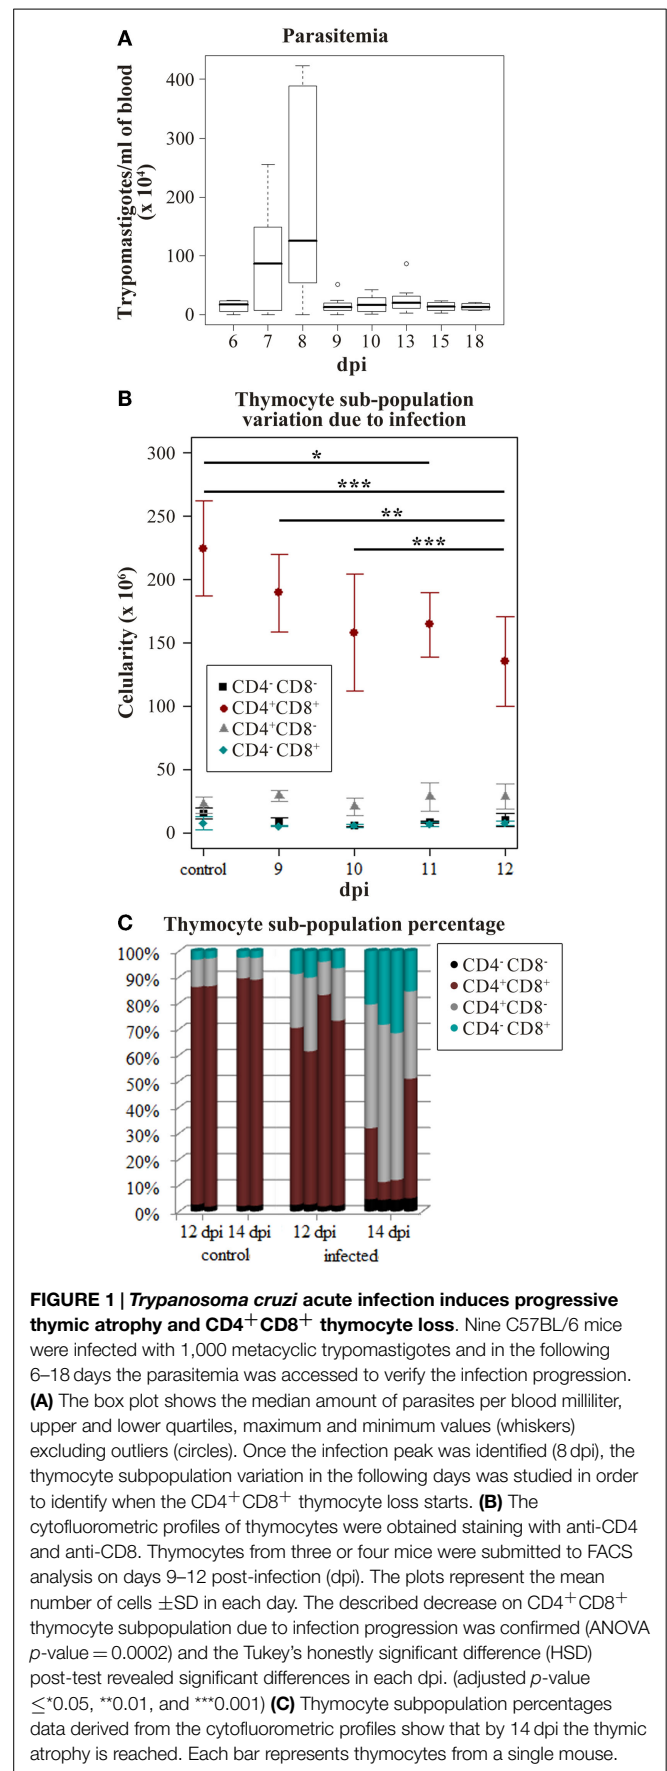 A
Parasitemia
Trypomastigotes/ml of blood
(x 10⁴)
400
300
200
100
0
6 7 8 9 10 13 15 18
dpi
B
Thymocyte sub-population
variation due to infection
Celularity (x 10⁶)
300
250
200
150
100
50
0
*
***
**
***
CD4⁻ CD8⁻
CD4⁺CD8⁺
CD4⁺CD8⁻
CD4⁻ CD8⁺
control 9 10 11 12
dpi
C
Thymocyte sub-population percentage
100%
90%
80%
70%
60%
50%
40%
30%
20%
10%
0%
CD4⁻ CD8⁻
CD4⁺CD8⁺
CD4⁺CD8⁻
CD4⁻ CD8⁺
12 dpi 14 dpi 12 dpi 14 dpi
control infected
FIGURE 1 | Trypanosoma cruzi acute infection induces progressive
thymic atrophy and CD4⁺CD8⁺ thymocyte loss. Nine C57BL/6 mice
were infected with 1,000 metacyclic trypomastigotes and in the following
6–18 days the parasitemia was accessed to verify the infection progression.
(A) The box plot shows the median amount of parasites per blood milliliter,
upper and lower quartiles, maximum and minimum values (whiskers)
excluding outliers (circles). Once the infection peak was identified (8 dpi), the
thymocyte subpopulation variation in the following days was studied in order
to identify when the CD4⁺CD8⁺ thymocyte loss starts. (B) The
cytofluorometric profiles of thymocytes were obtained staining with anti-CD4
and anti-CD8. Thymocytes from three or four mice were submitted to FACS
analysis on days 9–12 post-infection (dpi). The plots represent the mean
number of cells ±SD in each day. The described decrease on CD4⁺CD8⁺
thymocyte subpopulation due to infection progression was confirmed (ANOVA
p-value = 0.0002) and the Tukey's honestly significant difference (HSD)
post-test revealed significant differences in each dpi. (adjusted p-value
≤*0.05, **0.01, and ***0.001) (C) Thymocyte subpopulation percentages
data derived from the cytofluorometric profiles show that by 14 dpi the thymic
atrophy is reached. Each bar represents thymocytes from a single mouse.